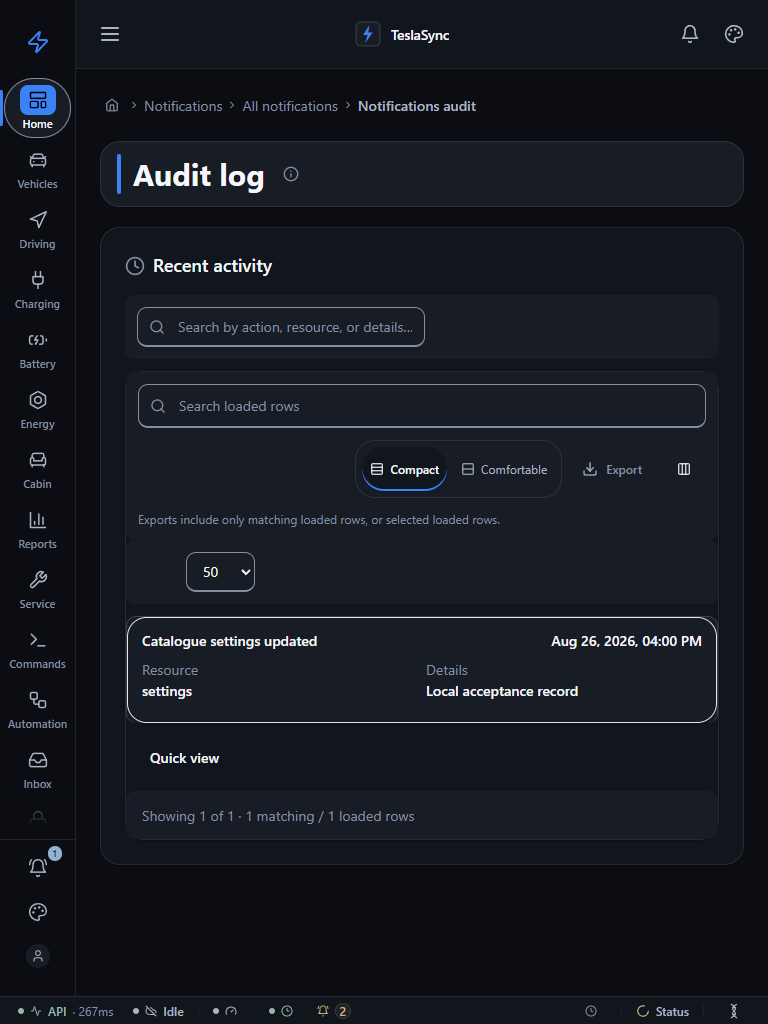 TeslaSync
Home
Vehicles
Driving
Charging
Battery
Energy
Cabin
Reports
Service
Commands
Automation
Inbox
1
Notifications
All notifications
Notifications audit
Audit log
Recent activity
Search by action, resource, or details...
Search loaded rows
Compact
Comfortable
Export
Exports include only matching loaded rows, or selected loaded rows.
50
Catalogue settings updated
Aug 26, 2026, 04:00 PM
Resource
Details
settings
Local acceptance record
Quick view
Showing 1 of 1 · 1 matching / 1 loaded rows
API · 267ms
Idle
2
Status